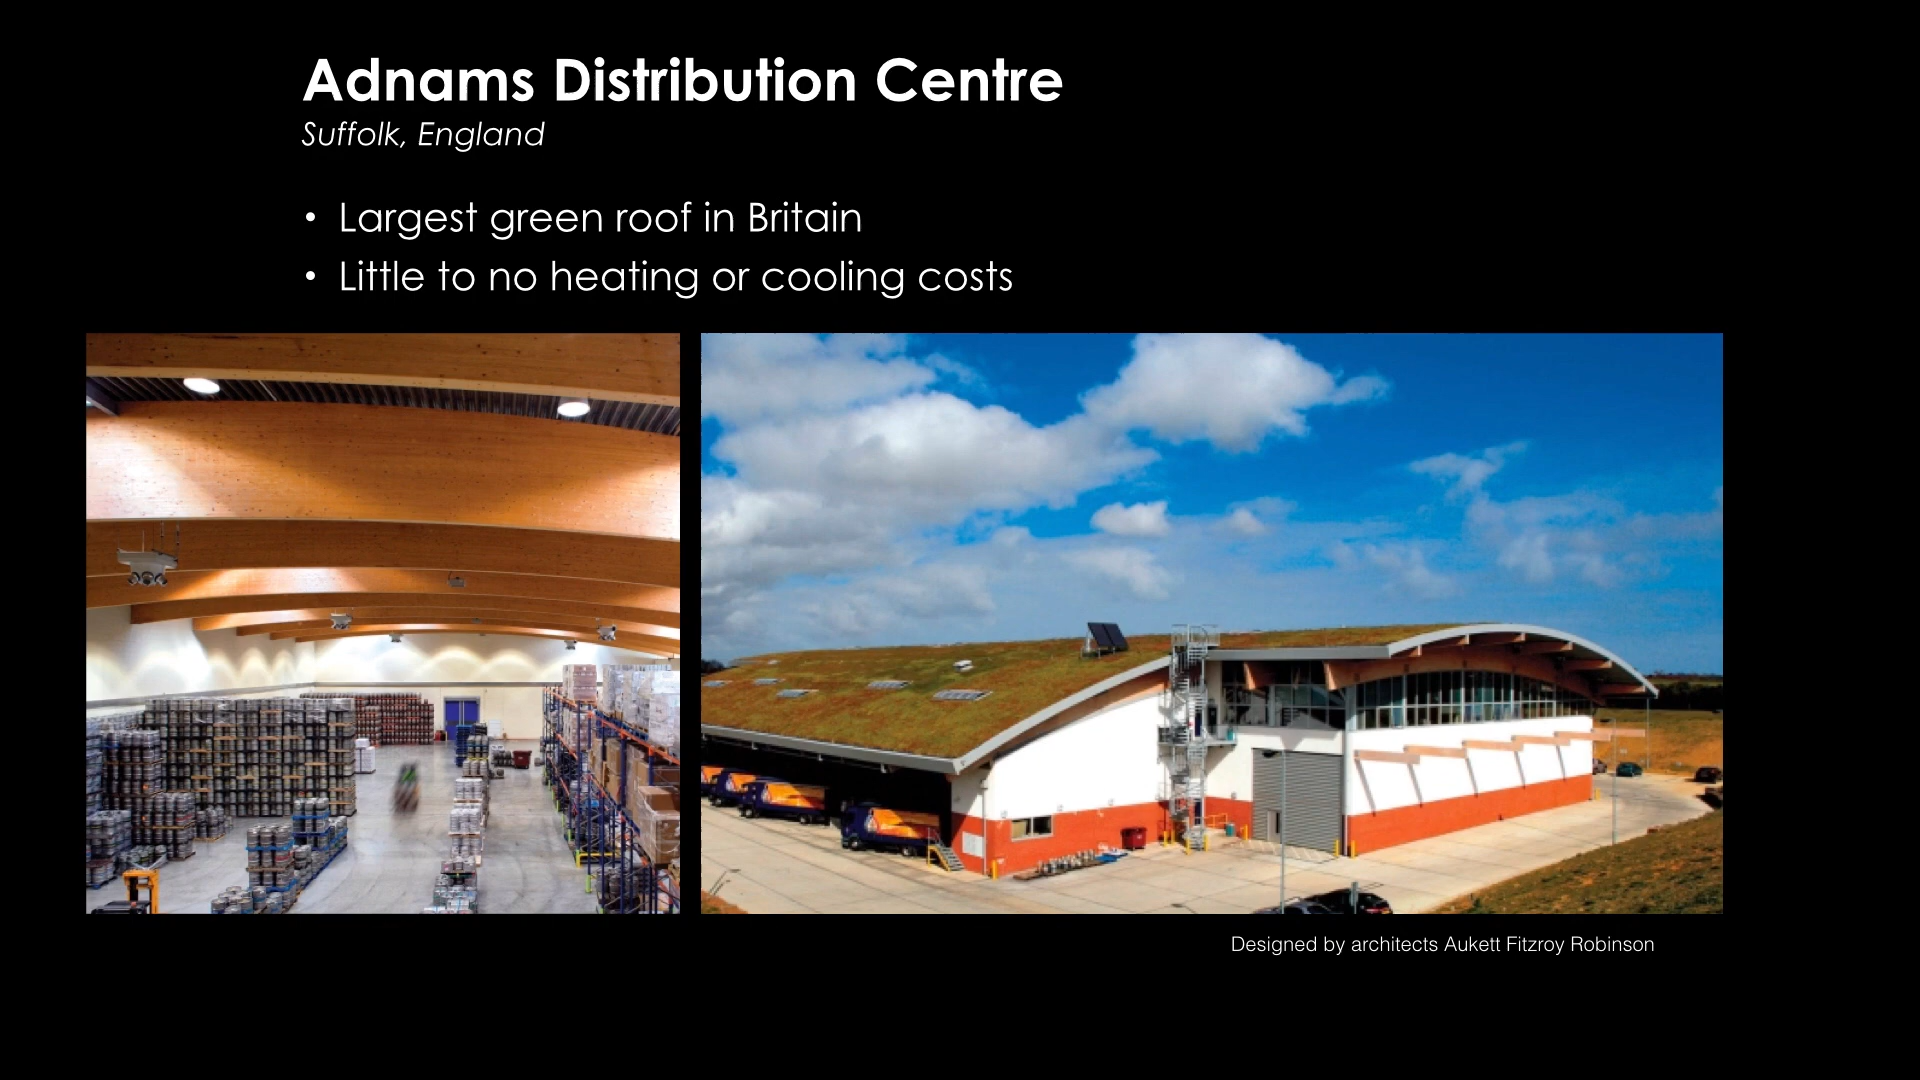 Adnams Distribution Centre
Suffolk, England
• Largest green roof in Britain
• Little to no heating or cooling costs
Designed by architects Aukett Fitzroy Robinson